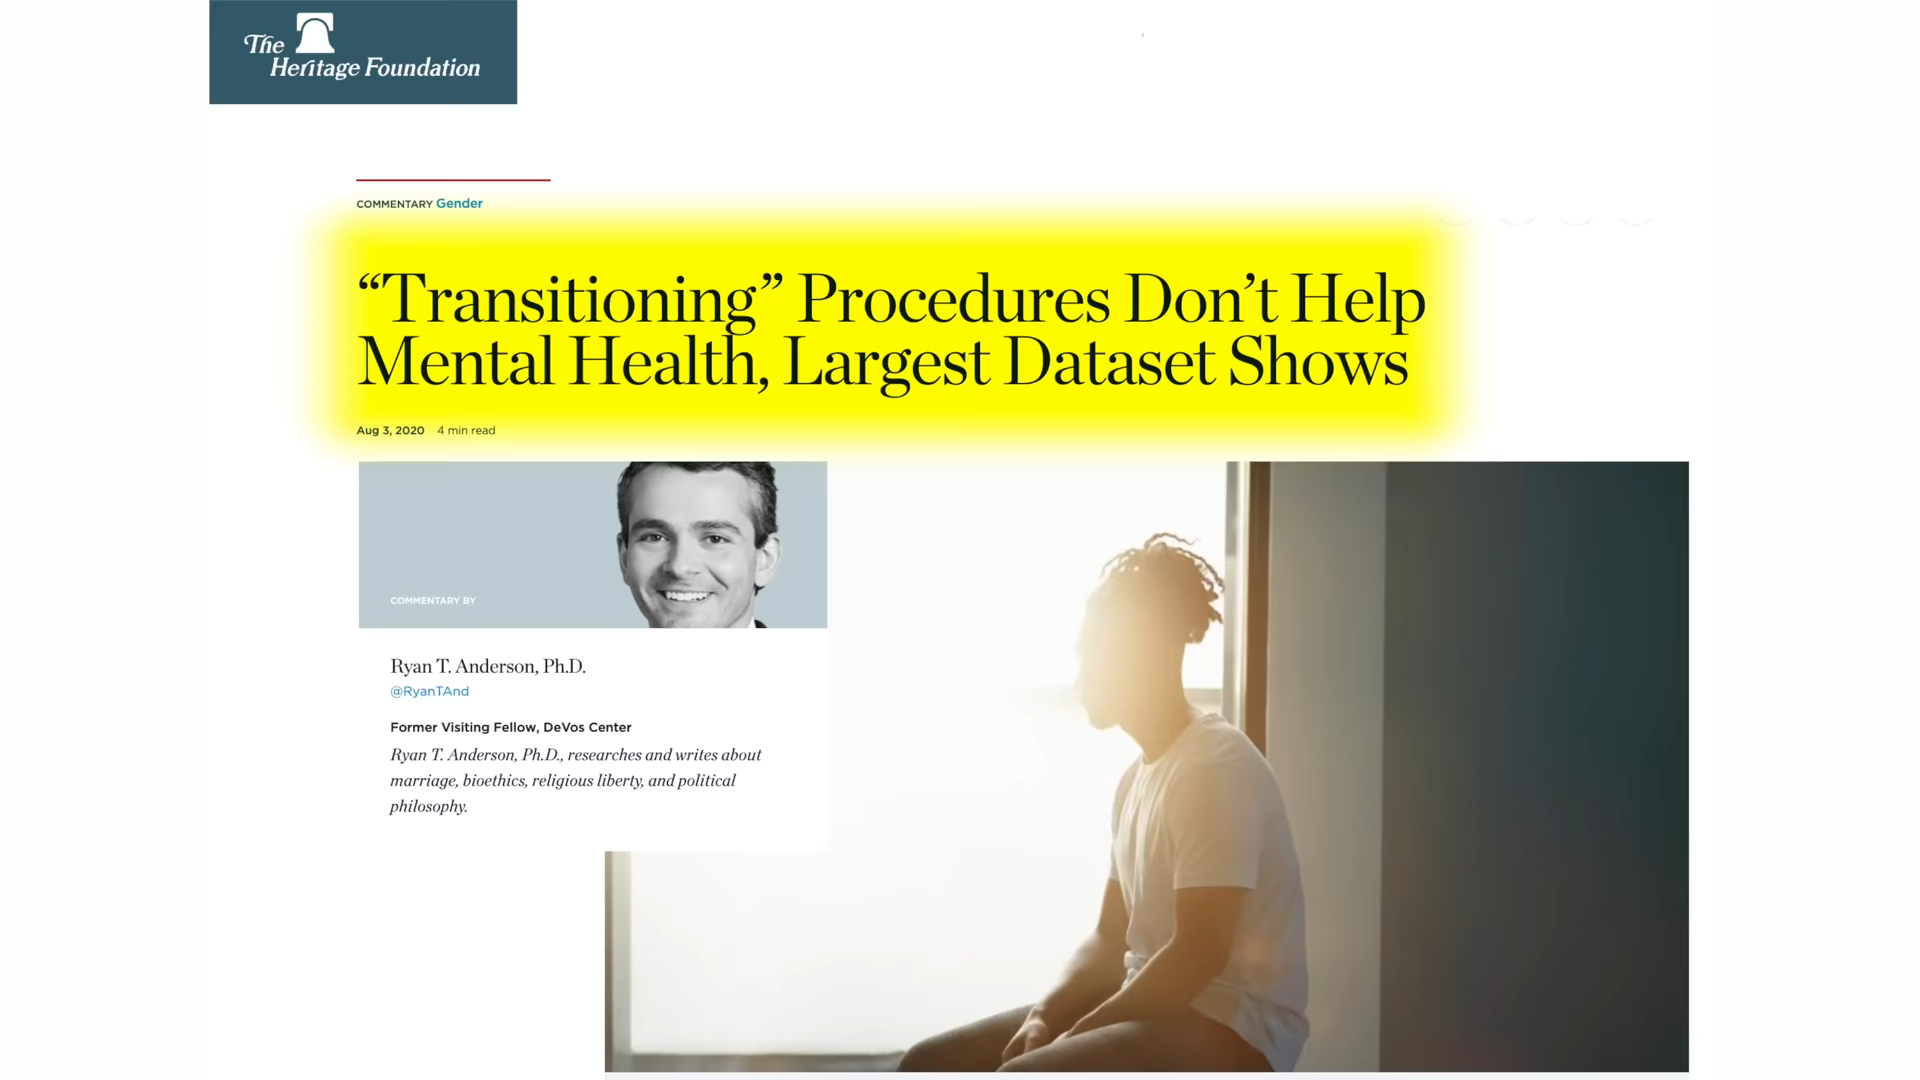 The
Heritage Foundation
COMMENTARY Gender
“Transitioning” Procedures Don’t Help
Mental Health, Largest Dataset Shows
Aug 3, 2020 4 min read
COMMENTARY BY
Ryan T. Anderson, Ph.D.
@RyanTAnd
Former Visiting Fellow, DeVos Center
Ryan T. Anderson, Ph.D., researches and writes about
marriage, bioethics, religious liberty, and political
philosophy.